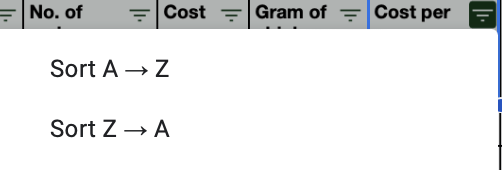 No. of Cost Gram of Cost per
Sort A → Z
Sort Z → A